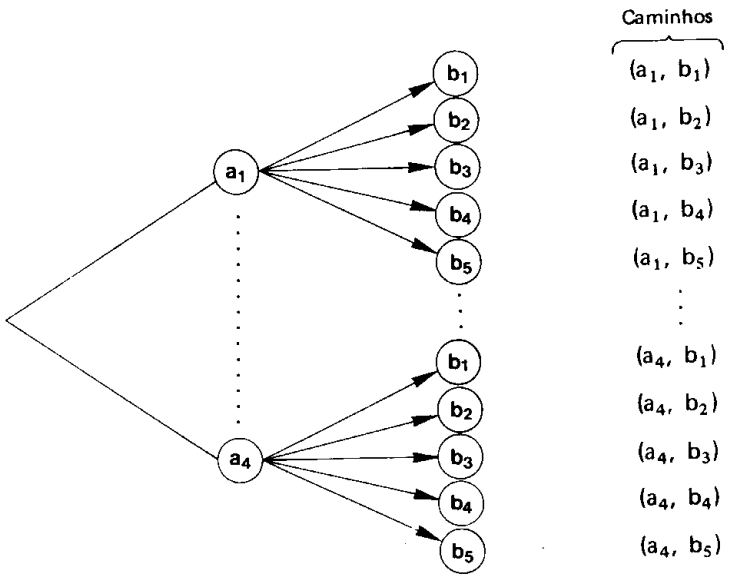 Caminhos
b₁ (a₁, b₁)
b₂ (a₁, b₂)
a₁ b₃ (a₁, b₃)
b₄ (a₁, b₄)
b₅ (a₁, b₅)
b₁ (a₄, b₁)
b₂ (a₄, b₂)
a₄ b₃ (a₄, b₃)
b₄ (a₄, b₄)
b₅ (a₄, b₅)